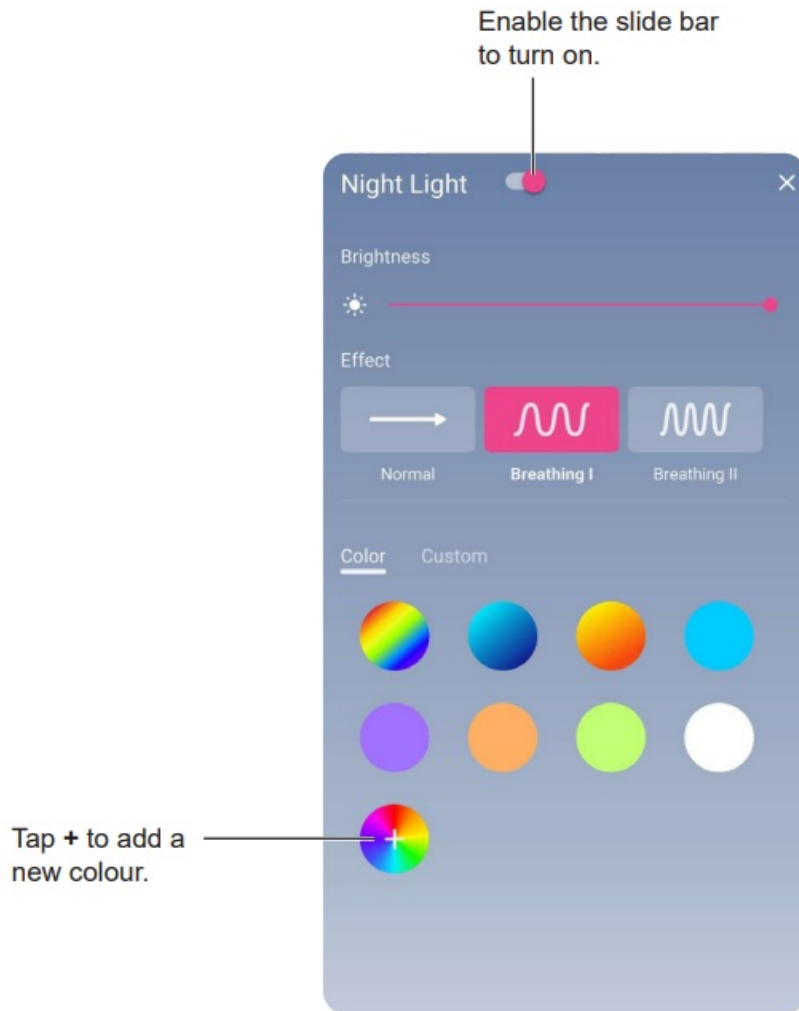 Enable the slide bar
to turn on.
Night Light
Brightness
Effect
Normal Breathing I Breathing II
Color Custom
Tap + to add a
new colour.